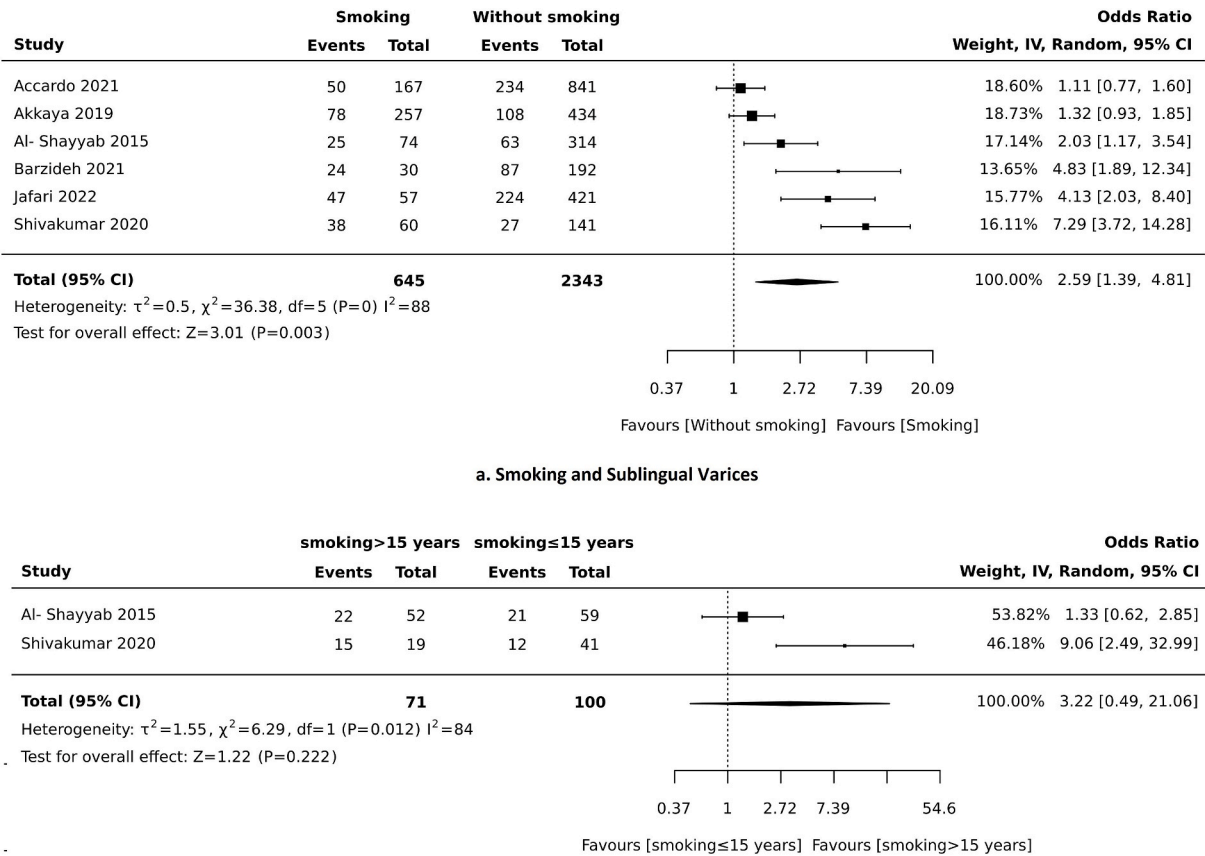 Smoking Without smoking Odds Ratio
Study Events Total Events Total Weight, IV, Random, 95% CI
Accardo 2021 50 167 234 841 18.60% 1.11 [0.77, 1.60]
Akkaya 2019 78 257 108 434 18.73% 1.32 [0.93, 1.85]
Al- Shayyab 2015 25 74 63 314 17.14% 2.03 [1.17, 3.54]
Barzideh 2021 24 30 87 192 13.65% 4.83 [1.89, 12.34]
Jafari 2022 47 57 224 421 15.77% 4.13 [2.03, 8.40]
Shivakumar 2020 38 60 27 141 16.11% 7.29 [3.72, 14.28]
Total (95% CI) 645 2343 100.00% 2.59 [1.39, 4.81]
Heterogeneity: τ²=0.5, χ²=36.38, df=5 (P=0) I²=88
Test for overall effect: Z=3.01 (P=0.003)
0.37 1 2.72 7.39 20.09
Favours [Without smoking] Favours [Smoking]
a. Smoking and Sublingual Varices
smoking>15 years smoking≤15 years Odds Ratio
Study Events Total Events Total Weight, IV, Random, 95% CI
Al- Shayyab 2015 22 52 21 59 53.82% 1.33 [0.62, 2.85]
Shivakumar 2020 15 19 12 41 46.18% 9.06 [2.49, 32.99]
Total (95% CI) 71 100 100.00% 3.22 [0.49, 21.06]
Heterogeneity: τ²=1.55, χ²=6.29, df=1 (P=0.012) I²=84
Test for overall effect: Z=1.22 (P=0.222)
0.37 1 2.72 7.39 54.6
Favours [smoking≤15 years] Favours [smoking>15 years]